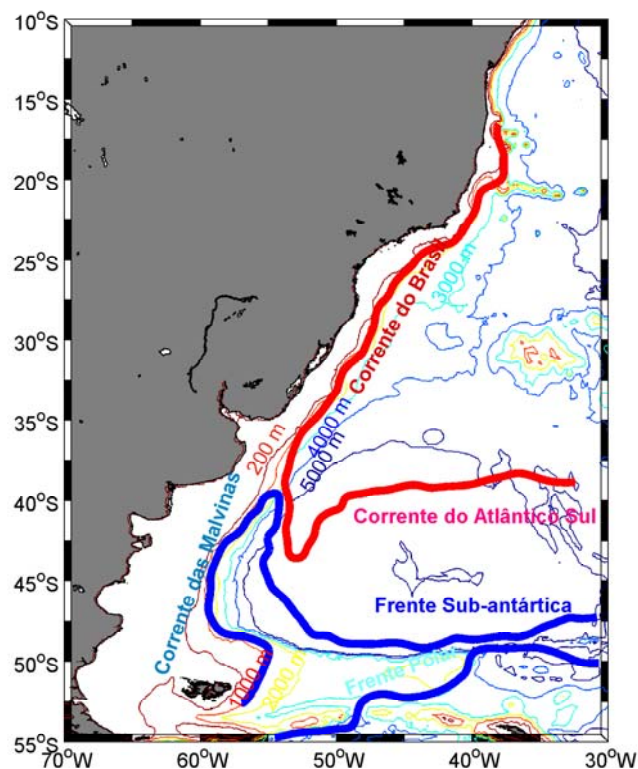 10°S
15°S
20°S
25°S
30°S
35°S
40°S
45°S
50°S
55°S
Corrente do Brasil
3000 m
200 m
4000 m
5000 m
Corrente das Malvinas
Corrente do Atlântico Sul
Frente Sub-antártica
1000 m
2000 m
Frente Polar
70°W
60°W
50°W
40°W
30°W